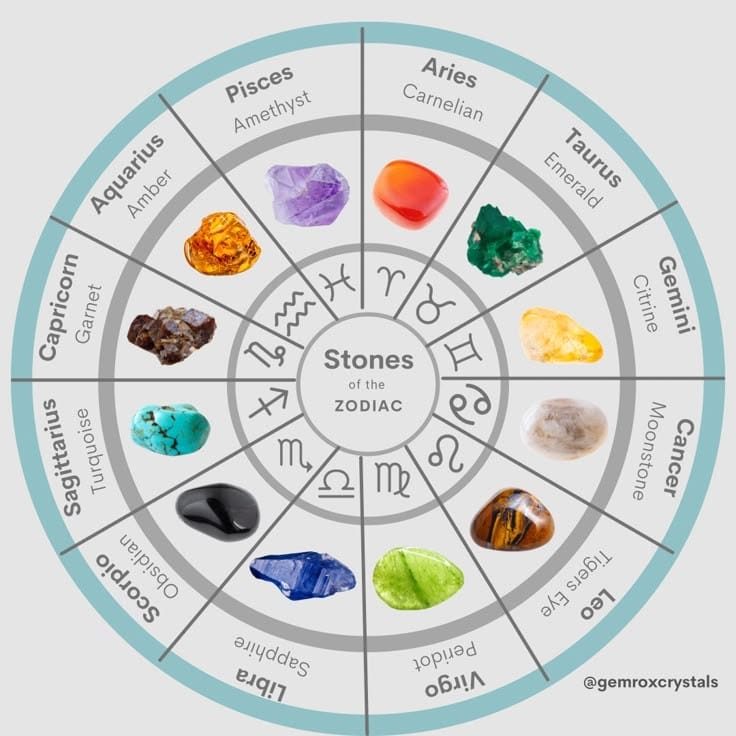 Aries
Carnelian
Taurus
Emerald
Gemini
Citrine
Cancer
Moonstone
Leo
Tigers Eye
Virgo
Peridot
Libra
Sapphire
Scorpio
Obsidian
Sagittarius
Turquoise
Capricorn
Garnet
Aquarius
Amber
Pisces
Amethyst
♈
♉
♊
♋
♌
♍
♎
♏
♐
♑
♒
♓
Stones
of the
ZODIAC
@gemroxcrystals